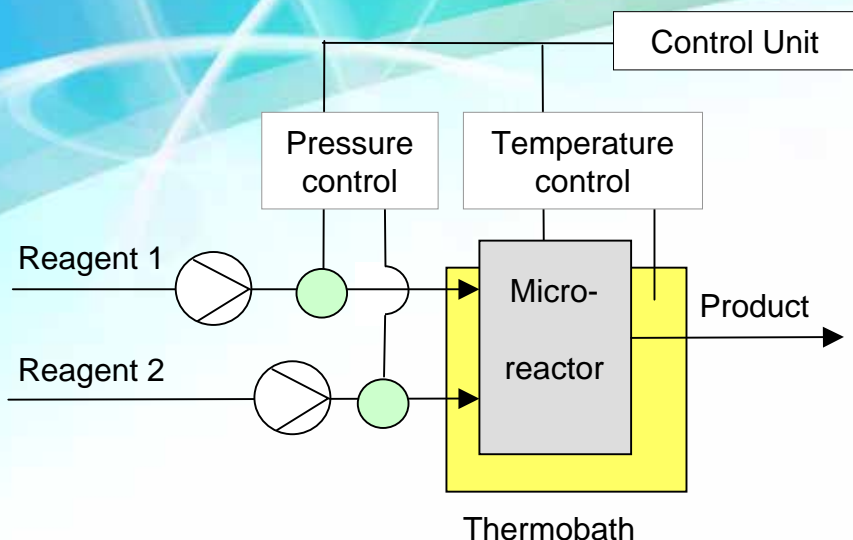 Control Unit
Pressure
control
Temperature
control
Reagent 1
Micro-
reactor
Product
Reagent 2
Thermobath